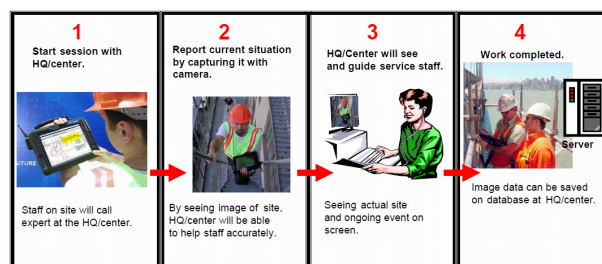 1
Start session with
HQ/center.
UTURE
Staff on site will call
expert at the HQ/center.
2
Report current situation
by capturing it with
camera.
By seeing image of site,
HQ/center will be able
to help staff accurately.
3
HQ/Center will see
and guide service staff.
Seeing actual site
and ongoing event on
screen.
4
Work completed.
Server
Image data can be saved
on database at HQ/center.